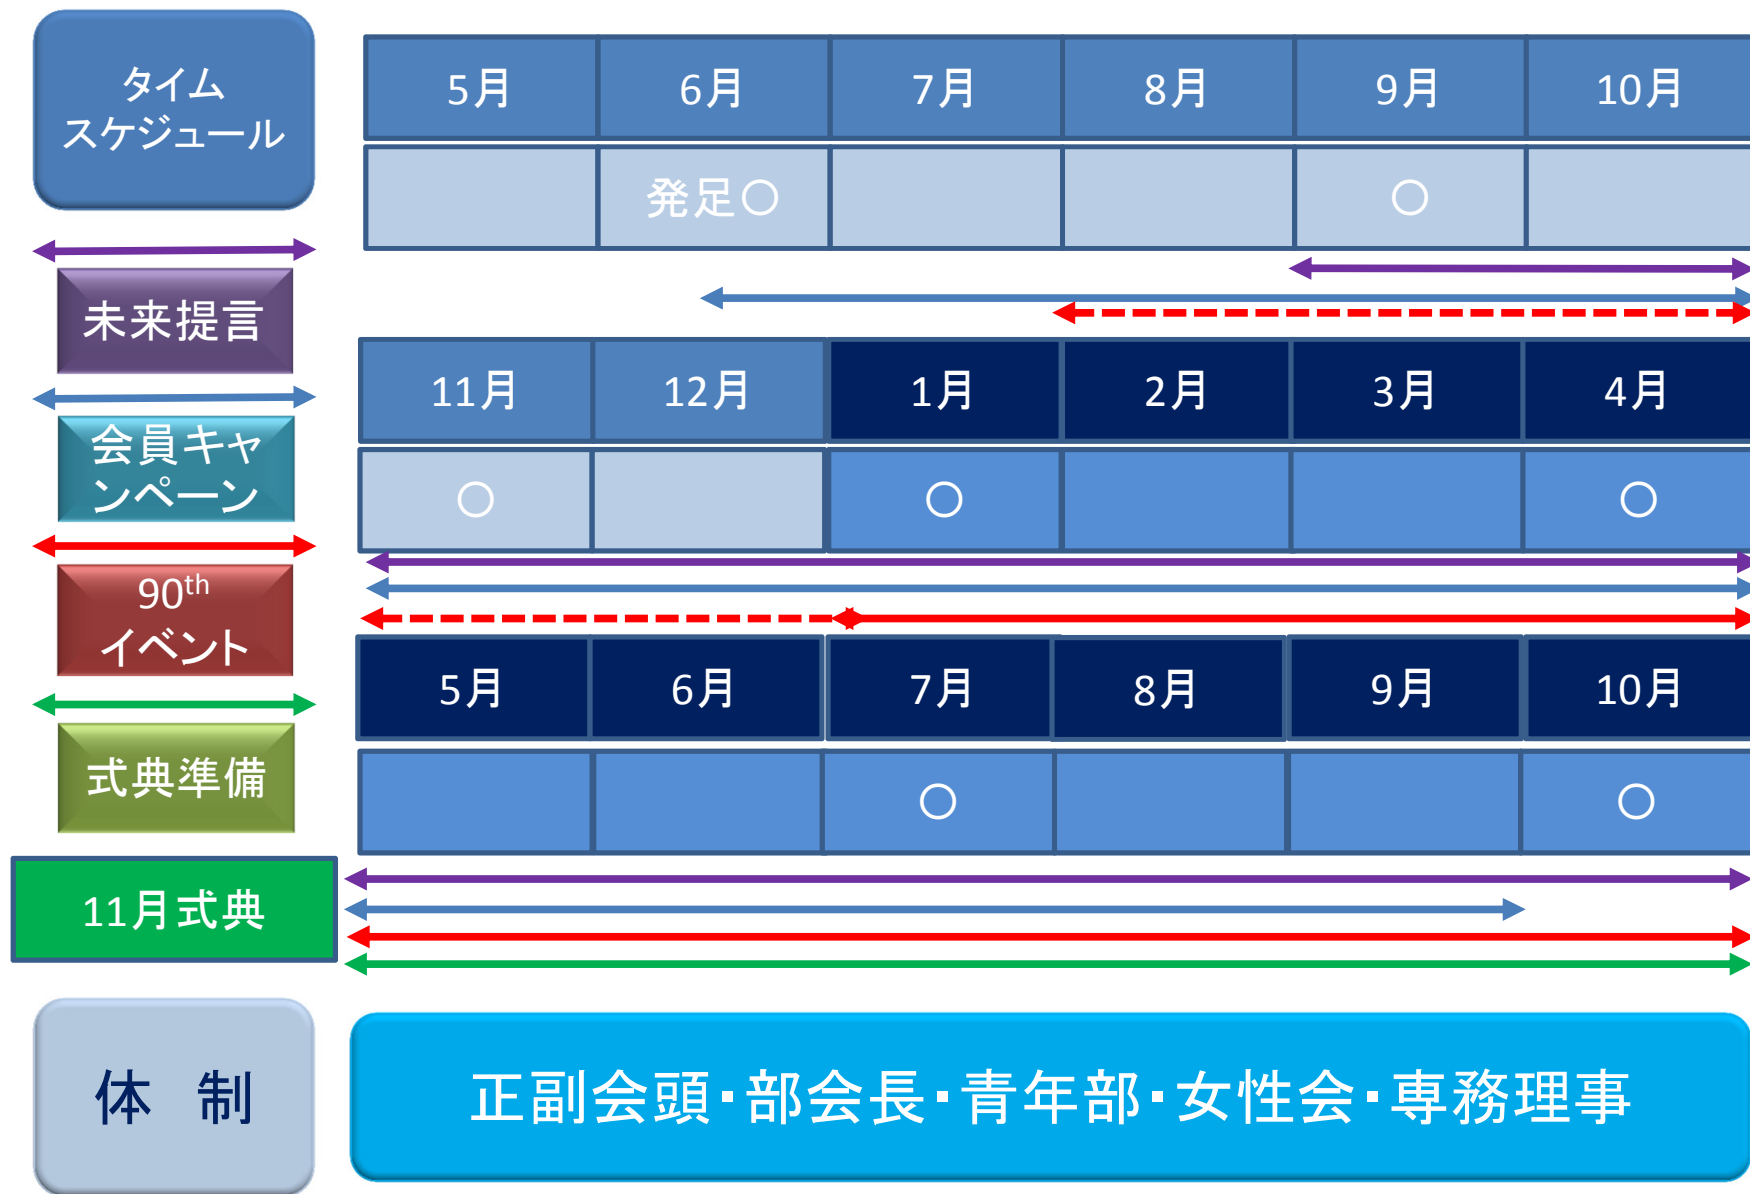 タイム
スケジュール
5月 6月 7月 8月 9月 10月
発足○ ○
未来提言
11月 12月 1月 2月 3月 4月
○ ○ ○
会員キャ
ンペーン
90th
イベント
5月 6月 7月 8月 9月 10月
○ ○
式典準備
11月式典
体 制
正副会頭・部会長・青年部・女性会・専務理事